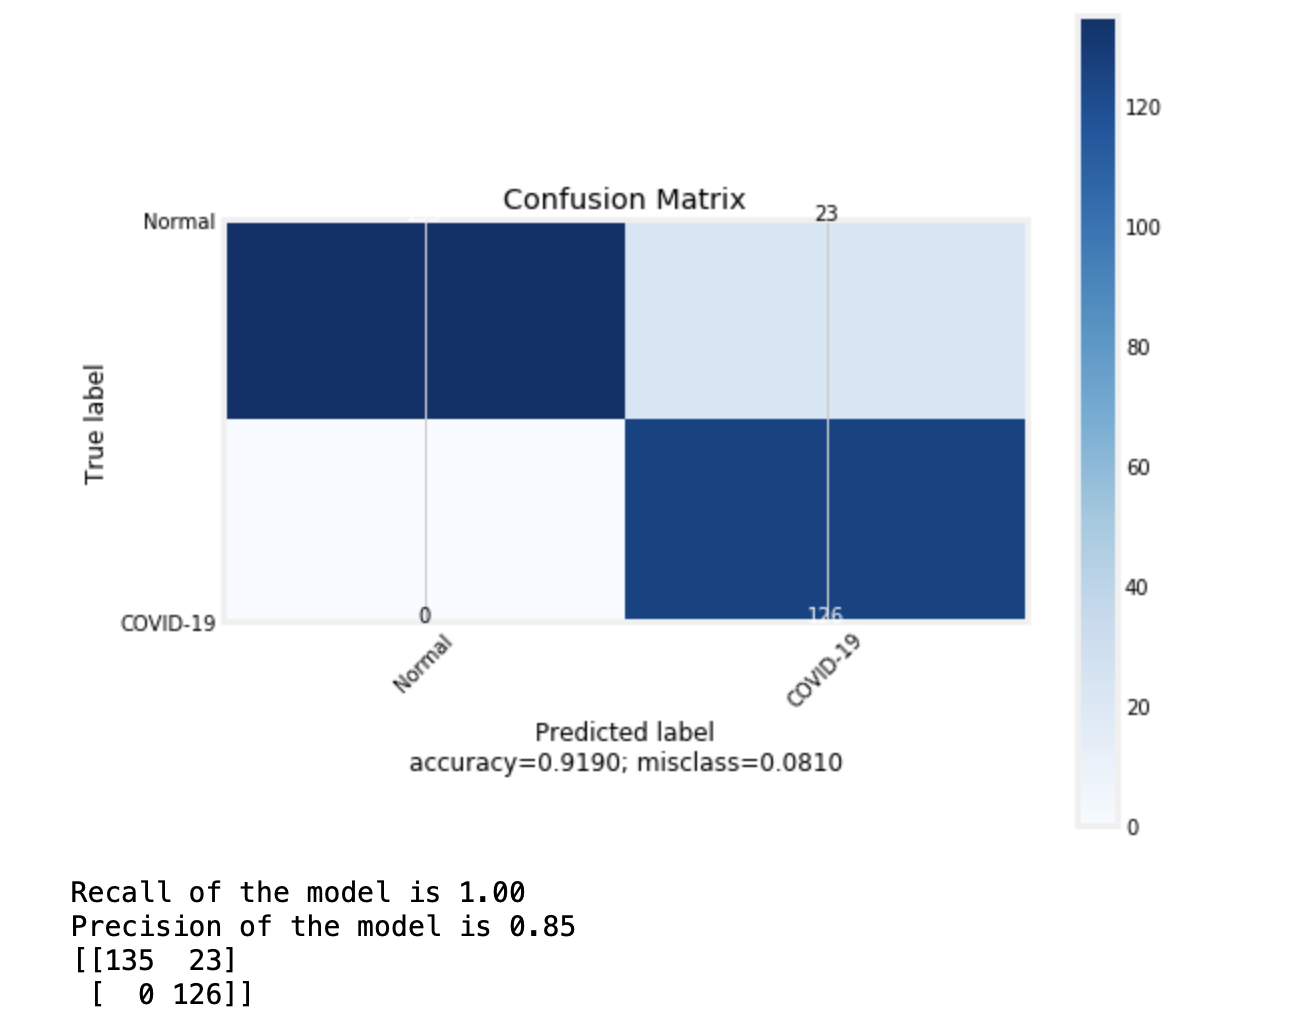 Confusion Matrix
Normal
23
True label
COVID-19
0
126
Normal
COVID-19
Predicted label
accuracy=0.9190; misclass=0.0810
120
100
80
60
40
20
0
Recall of the model is 1.00
Precision of the model is 0.85
[[135  23]
 [  0 126]]